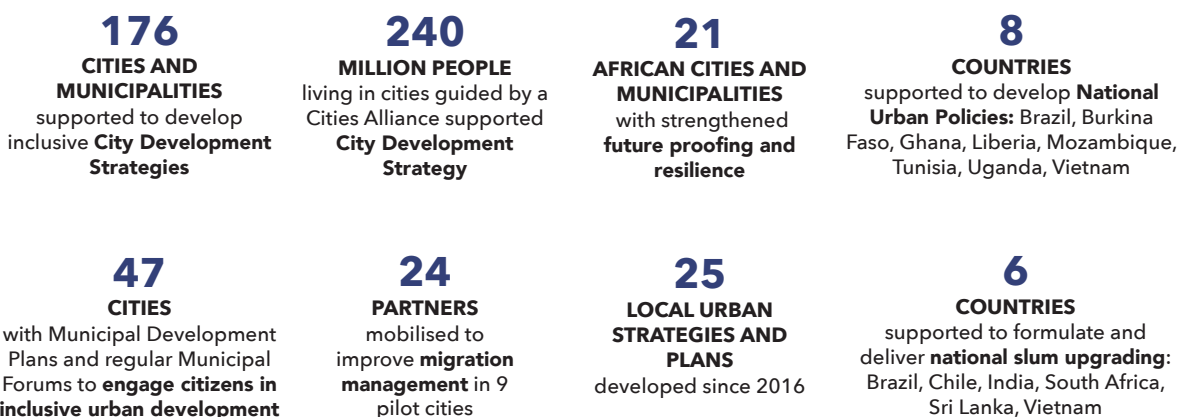 176
CITIES AND
MUNICIPALITIES
supported to develop
inclusive City Development
Strategies
240
MILLION PEOPLE
living in cities guided by a
Cities Alliance supported
City Development
Strategy
21
AFRICAN CITIES AND
MUNICIPALITIES
with strengthened
future proofing and
resilience
8
COUNTRIES
supported to develop National
Urban Policies: Brazil, Burkina
Faso, Ghana, Liberia, Mozambique,
Tunisia, Uganda, Vietnam
47
CITIES
with Municipal Development
Plans and regular Municipal
Forums to engage citizens in
inclusive urban development
24
PARTNERS
mobilised to
improve migration
management in 9
pilot cities
25
LOCAL URBAN
STRATEGIES AND
PLANS
developed since 2016
6
COUNTRIES
supported to formulate and
deliver national slum upgrading:
Brazil, Chile, India, South Africa,
Sri Lanka, Vietnam